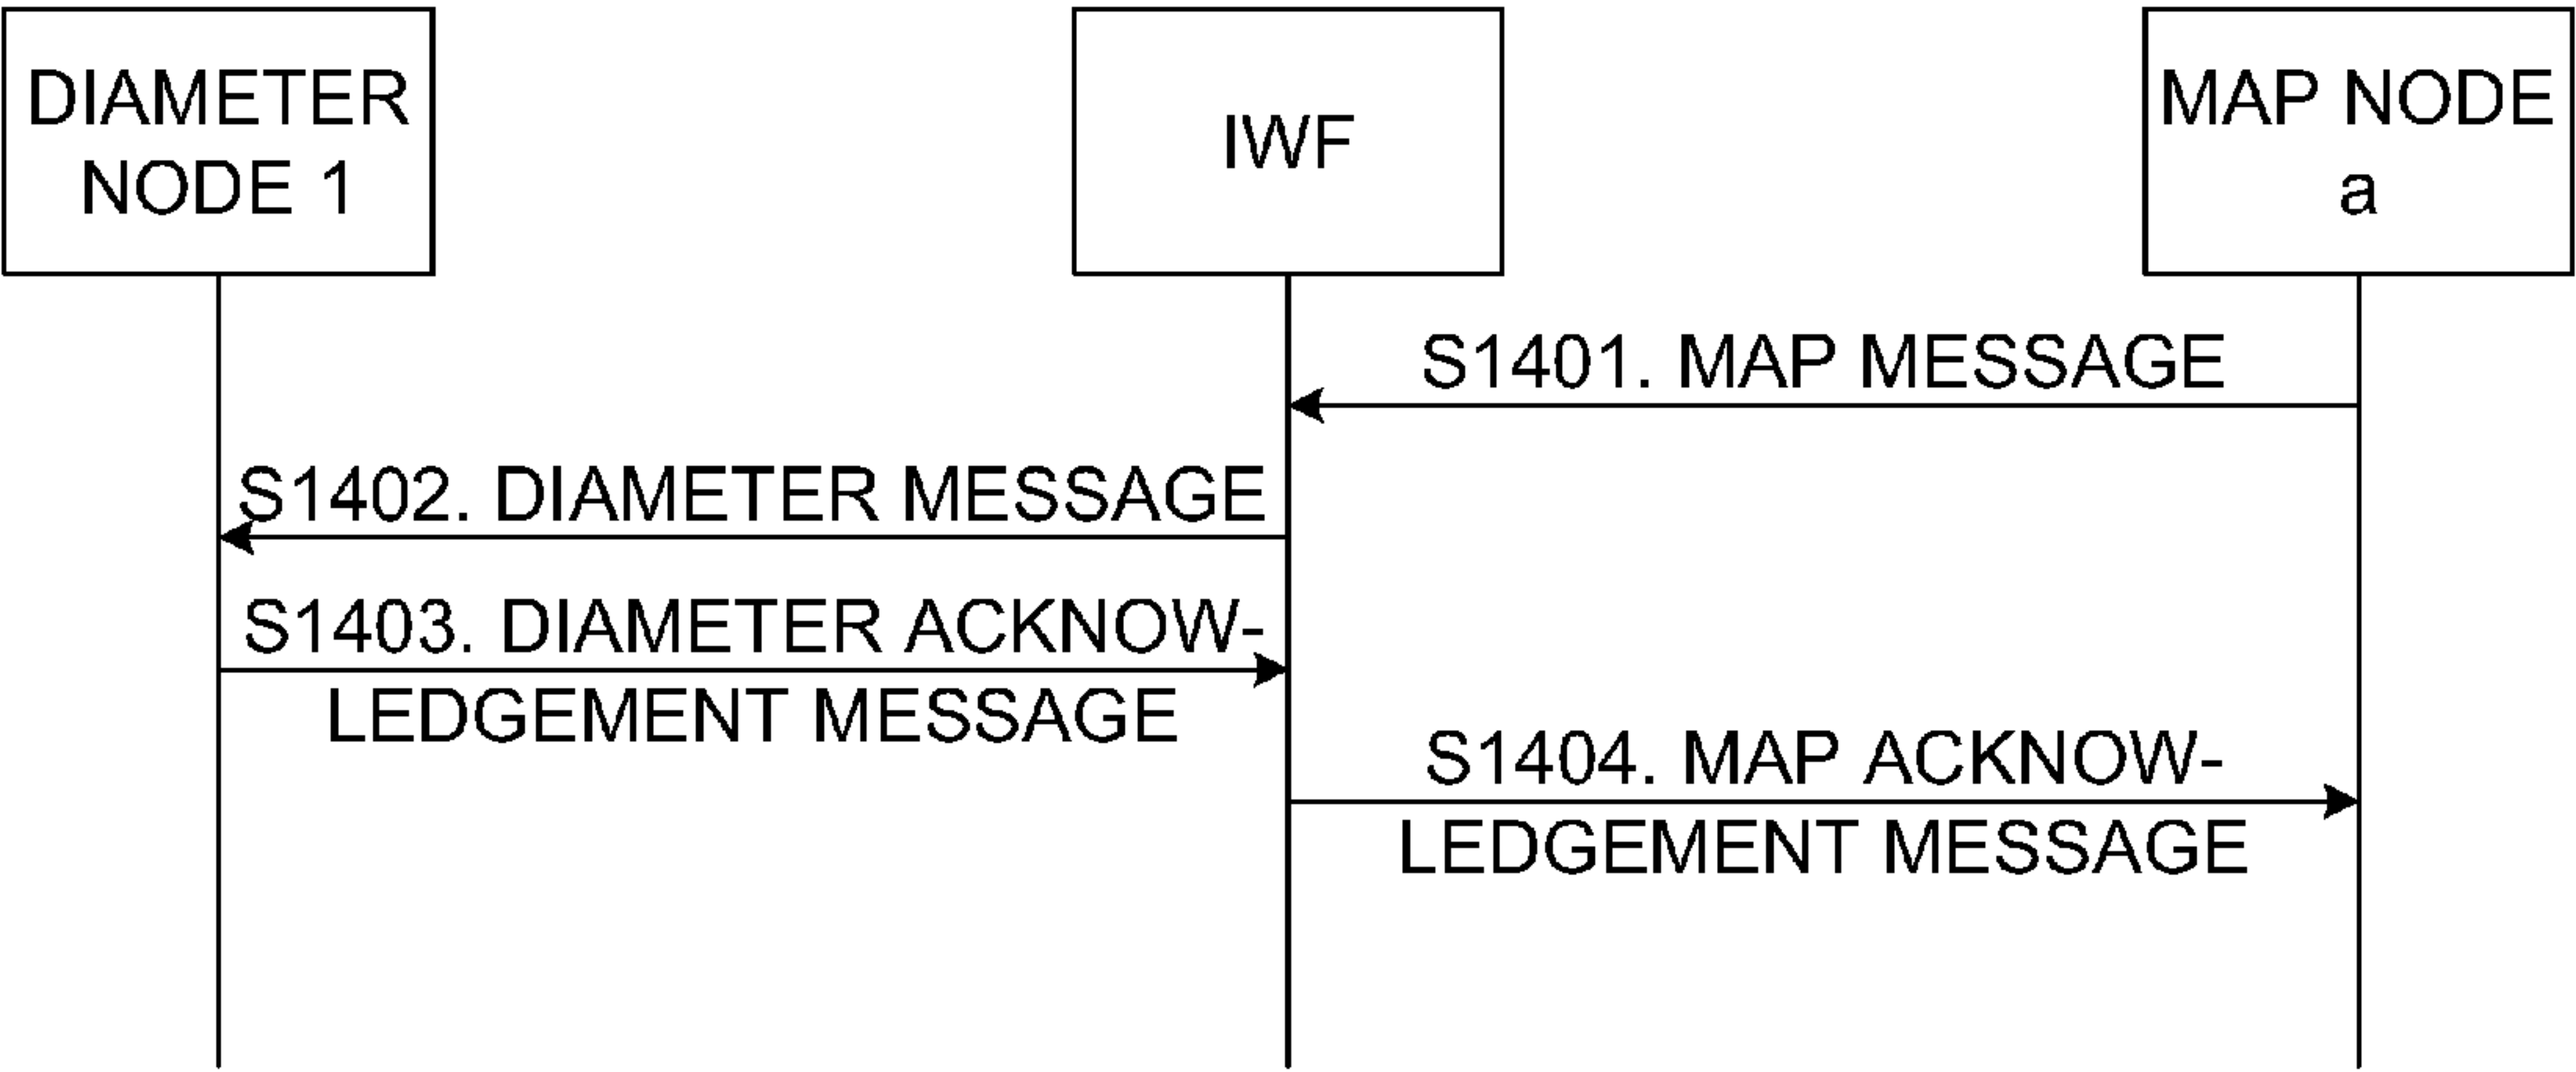 DIAMETER
NODE 1
IWF
MAP NODE
a
S1401. MAP MESSAGE
S1402. DIAMETER MESSAGE
S1403. DIAMETER ACKNOW-
LEDGEMENT MESSAGE
S1404. MAP ACKNOW-
LEDGEMENT MESSAGE